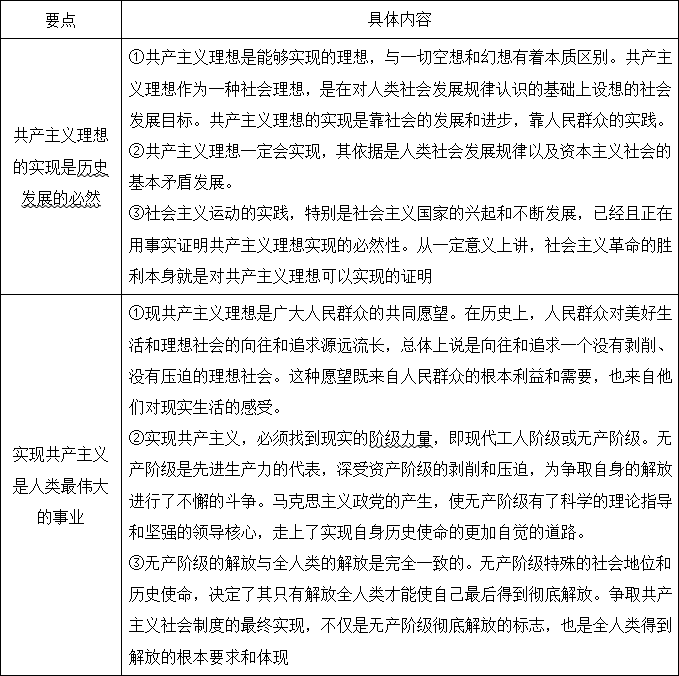 要点
具体内容
共产主义理想
的实现是历史
发展的必然
①共产主义理想是能够实现的理想，与一切空想和幻想有着本质区别。共产主
义理想作为一种社会理想，是在对人类社会发展规律认识的基础上设想的社会
发展目标。共产主义理想的实现是靠社会的发展和进步，靠人民群众的实践。
②共产主义理想一定会实现，其依据是人类社会发展规律以及资本主义社会的
基本矛盾发展。
③社会主义运动的实践，特别是社会主义国家的兴起和不断发展，已经且正在
用事实证明共产主义理想实现的必然性。从一定意义上讲，社会主义革命的胜
利本身就是对共产主义理想可以实现的证明
实现共产主义
是人类最伟大
的事业
①现共产主义理想是广大人民群众的共同愿望。在历史上，人民群众对美好生
活和理想社会的向往和追求源远流长，总体上说是向往和追求一个没有剥削、
没有压迫的理想社会。这种愿望既来自人民群众的根本利益和需要，也来自他
们对现实生活的感受。
②实现共产主义，必须找到现实的阶级力量，即现代工人阶级或无产阶级。无
产阶级是先进生产力的代表，深受资产阶级的剥削和压迫，为争取自身的解放
进行了不懈的斗争。马克思主义政党的产生，使无产阶级有了科学的理论指导
和坚强的领导核心，走上了实现自身历史使命的更加自觉的道路。
③无产阶级的解放与全人类的解放是完全一致的。无产阶级特殊的社会地位和
历史使命，决定了其只有解放全人类才能使自己最后得到彻底解放。争取共产
主义社会制度的最终实现，不仅是无产阶级彻底解放的标志，也是全人类得到
解放的根本要求和体现